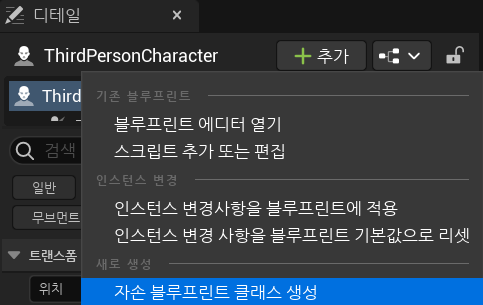 디테일
ThirdPersonCharacter
추가
Third
기존 블루프린트
블루프린트 에디터 열기
스크립트 추가 또는 편집
검색
인스턴스 변경
일반
인스턴스 변경사항을 블루프린트에 적용
무브먼트
인스턴스 변경 사항을 블루프린트 기본값으로 리셋
트랜스폼
새로 생성
위치
자손 블루프린트 클래스 생성